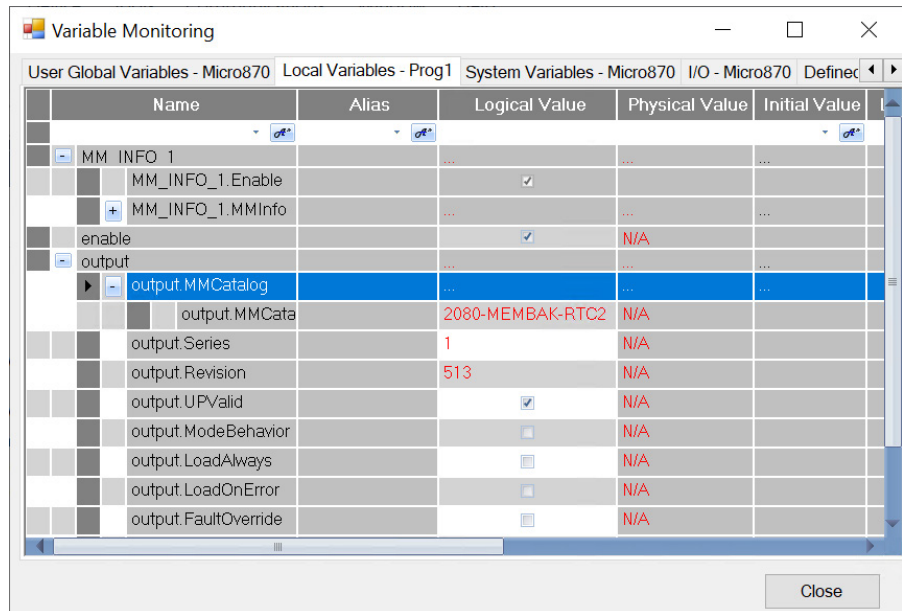 Variable Monitoring
User Global Variables - Micro870 Local Variables - Prog1 System Variables - Micro870 I/O - Micro870 Defined
Name Alias Logical Value Physical Value Initial Value
MM_INFO_1 ... ... ...
MM_INFO_1.Enable
MM_INFO_1.MMInfo ... ... ...
enable N/A
output ... ... ...
output.MMCatalog ... ... ...
output.MMCata 2080-MEMBAK-RTC2 N/A
output.Series 1 N/A
output.Revision 513 N/A
output.UPValid N/A
output.ModeBehavior N/A
output.LoadAlways N/A
output.LoadOnError N/A
output.FaultOverride N/A
Close